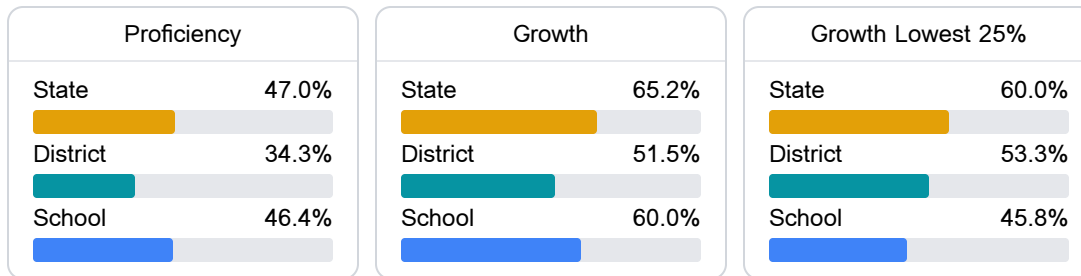 Proficiency
State 47.0%
District 34.3%
School 46.4%
Growth
State 65.2%
District 51.5%
School 60.0%
Growth Lowest 25%
State 60.0%
District 53.3%
School 45.8%